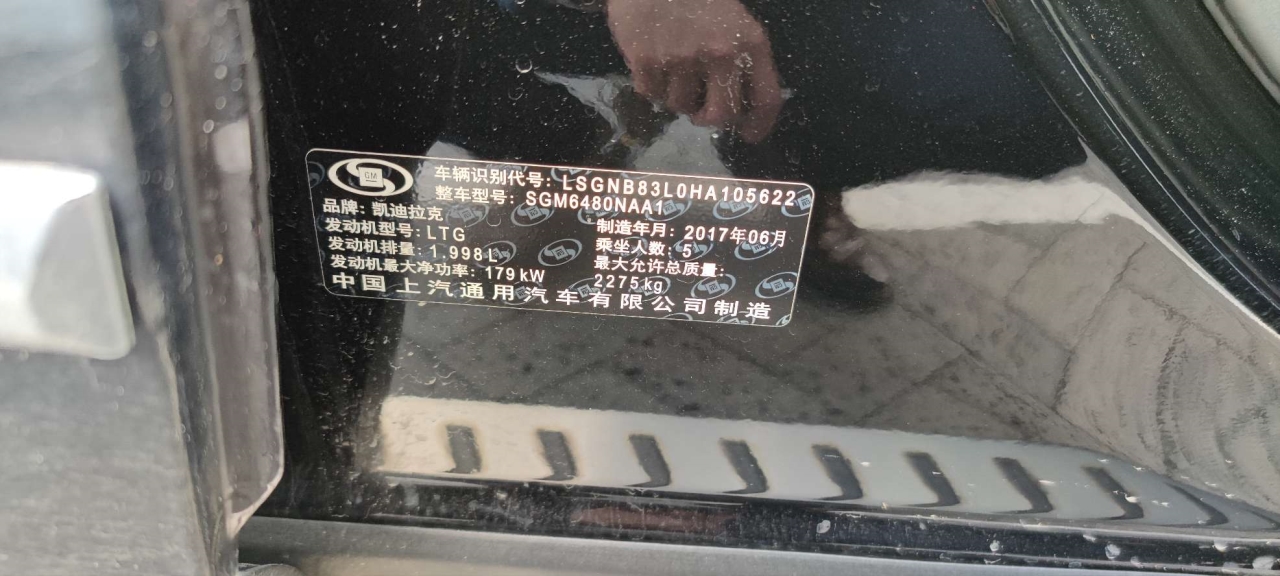 GM
车辆识别代号: LSGNB83L0HA105622
整车型号: SGM6480NAA1
品牌: 凯迪拉克
制造年月: 2017年06月
发动机型号: LTG
乘坐人数: 5
发动机排量: 1.998L
最大允许总质量:
2275kg
发动机最大净功率: 179kW
中国上汽通用汽车有限公司制造